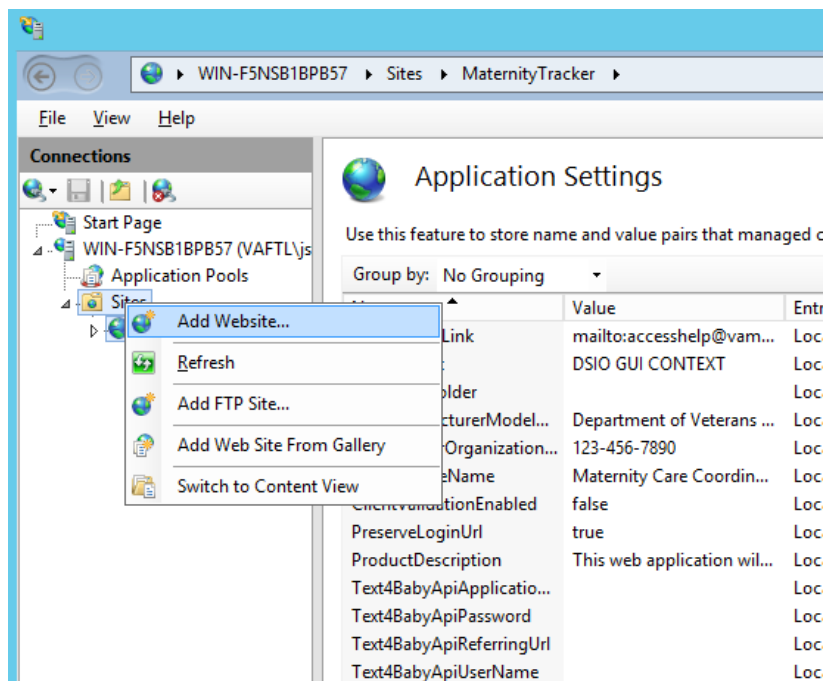 WIN-F5NSB1BPB57 Sites MaternityTracker
File View Help
Connections
Start Page
WIN-F5NSB1BPB57 (VAFTL\js
Application Pools
Sites
Add Website...
Refresh
Add FTP Site...
Add Web Site From Gallery
Switch to Content View
Application Settings
Use this feature to store name and value pairs that managed
Group by: No Grouping
Value Entr
Link mailto:accesshelp@vam... Loc
DSIO GUI CONTEXT Loc
older Loc
cturerModel... Department of Veterans ... Loc
rOrganization... 123-456-7890 Loc
eName Maternity Care Coordin... Loc
ClientValidationEnabled false Loc
PreserveLoginUrl true Loc
ProductDescription This web application wil... Loc
Text4BabyApiApplicatio... Loc
Text4BabyApiPassword Loc
Text4BabyApiReferringUrl Loc
Text4BabyApiUserName Loc